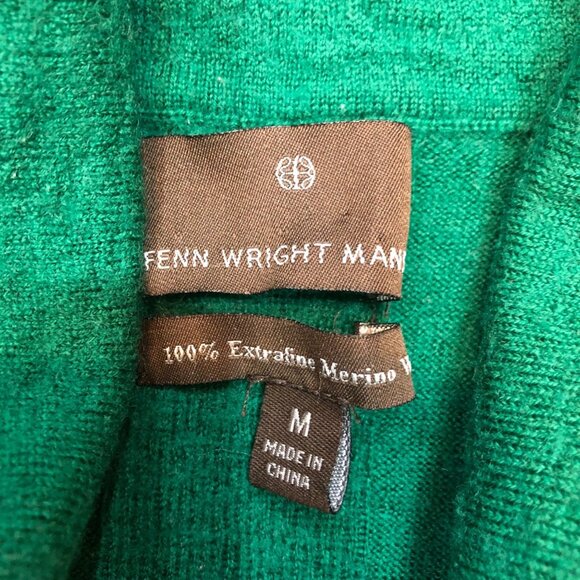 FENN WRIGHT MAN
100% Extrafine Merino W
M
MADE IN
CHINA